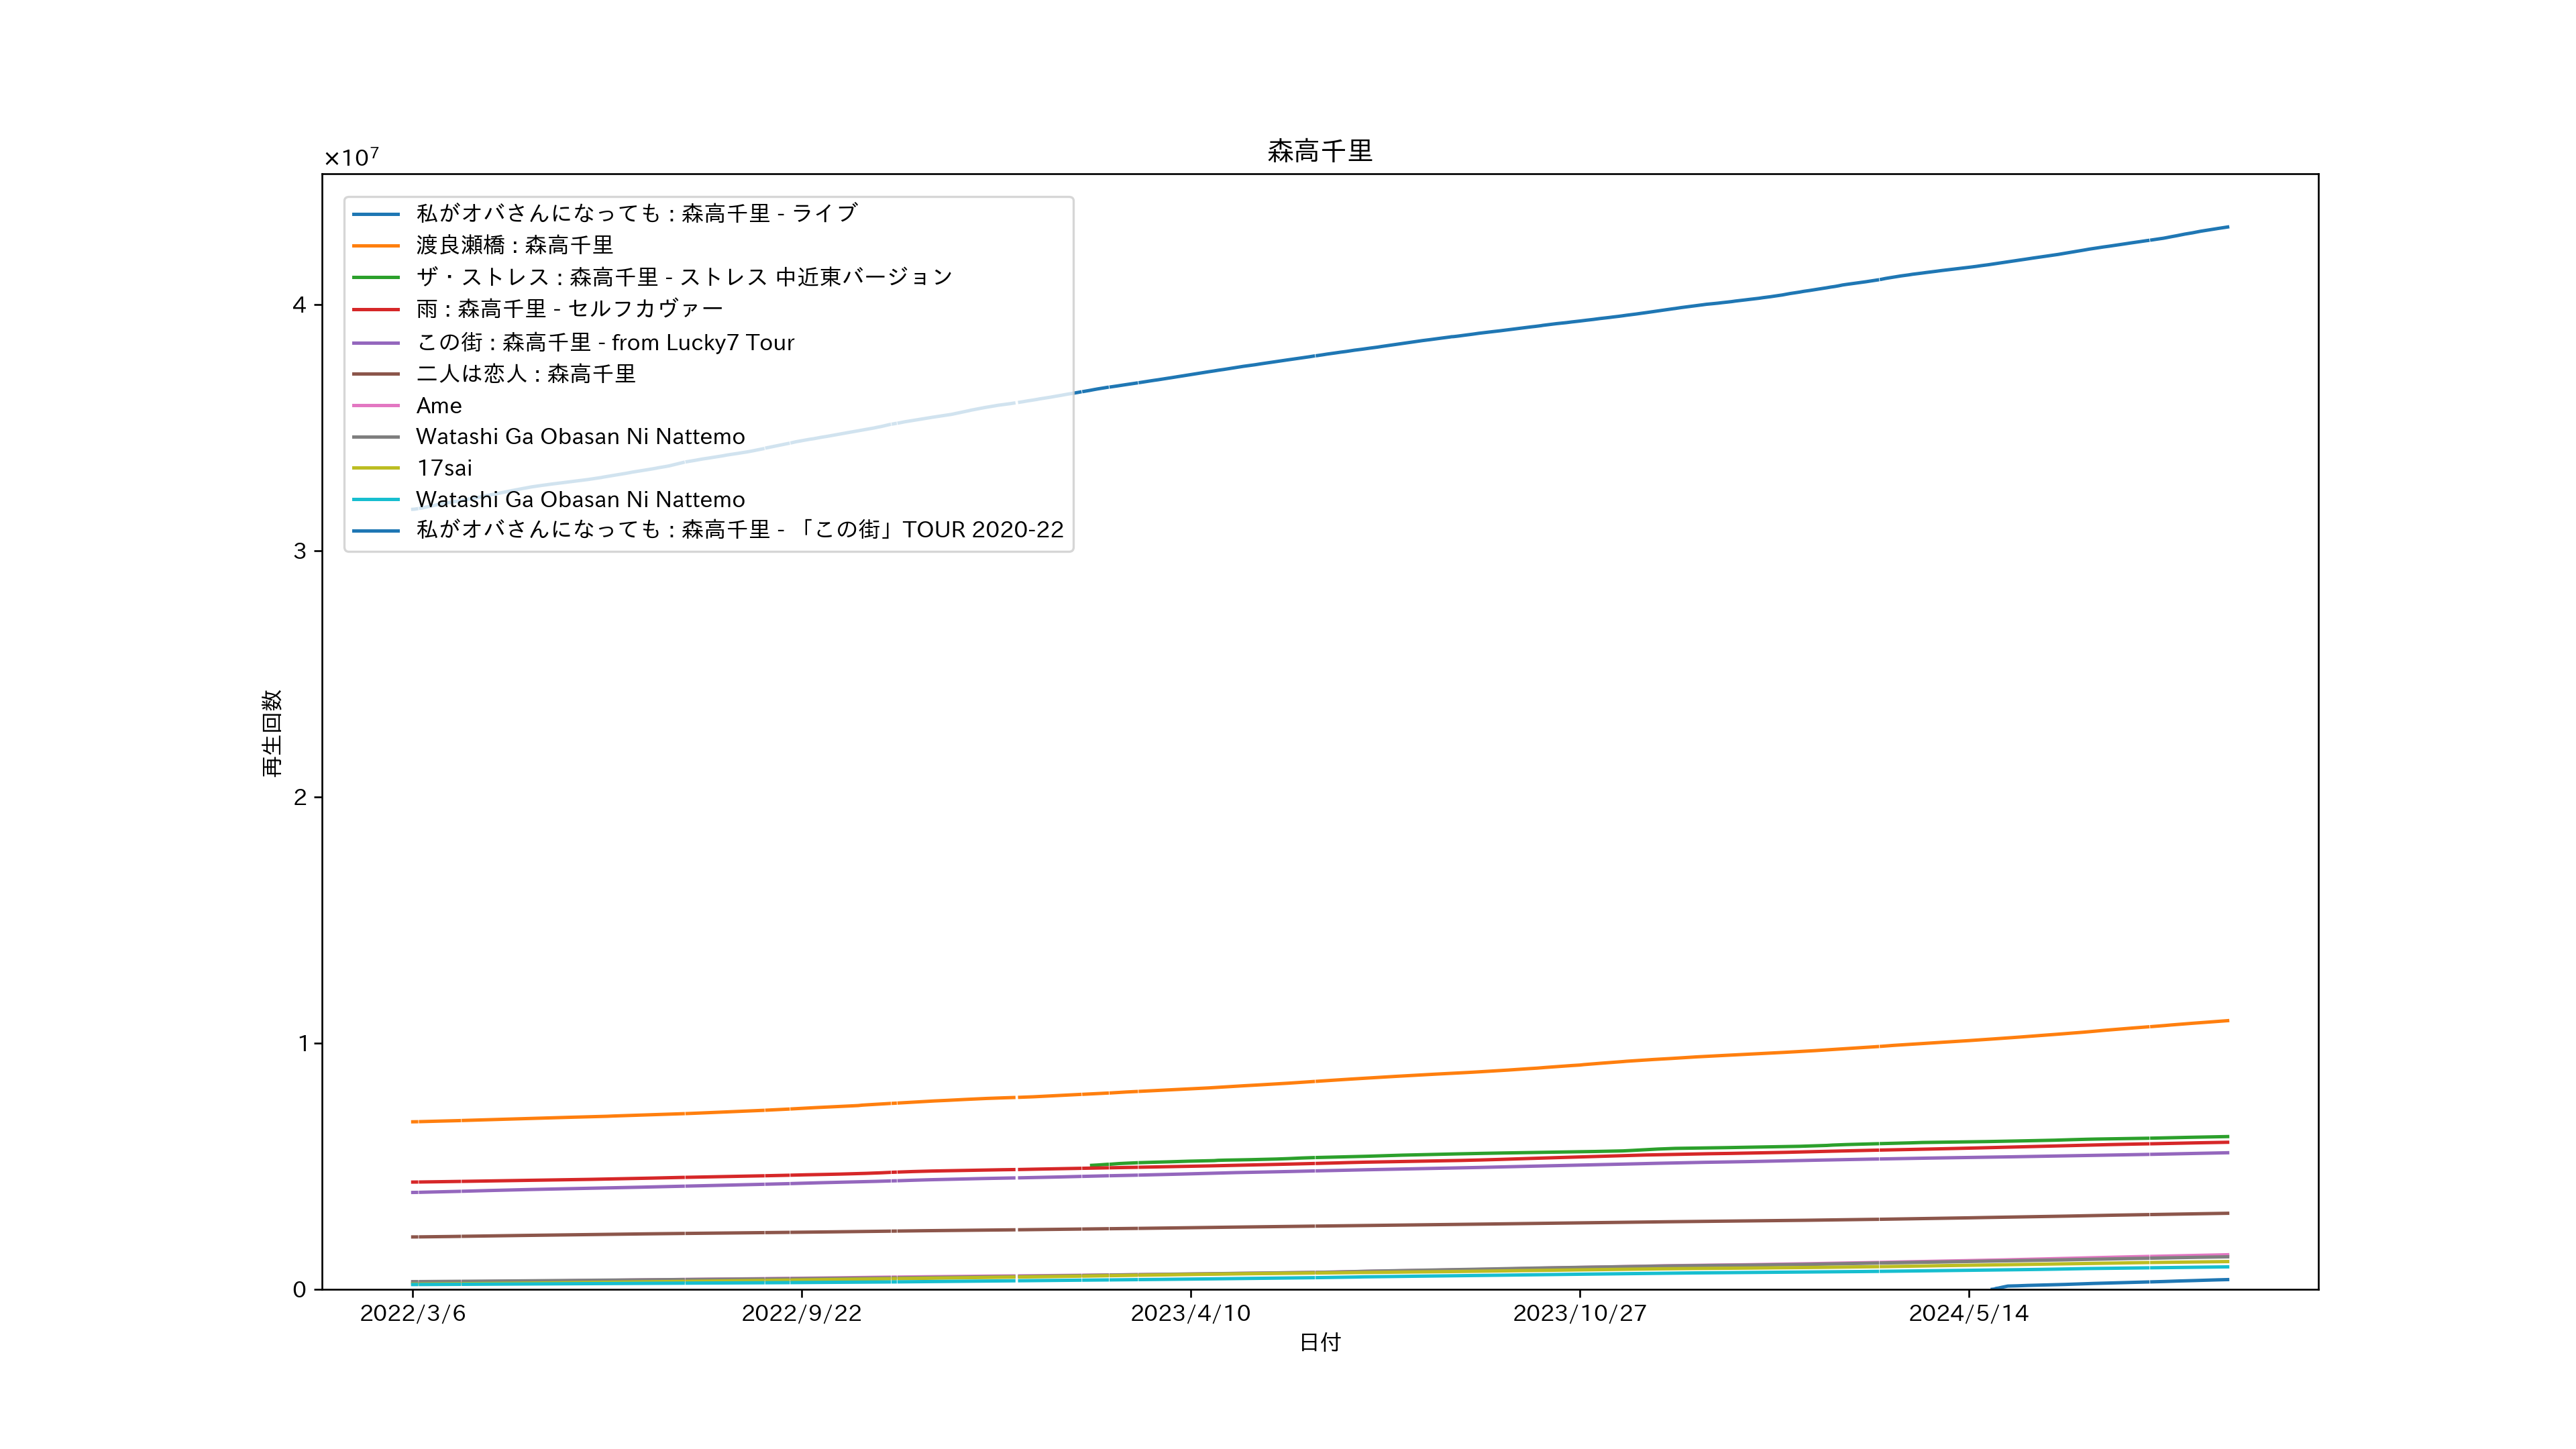 森高千里
×10⁷
私がオバさんになっても : 森高千里 - ライブ
渡良瀬橋 : 森高千里
ザ・ストレス : 森高千里 - ストレス 中近東バージョン
雨 : 森高千里 - セルフカヴァー
この街 : 森高千里 - from Lucky7 Tour
二人は恋人 : 森高千里
Ame
Watashi Ga Obasan Ni Nattemo
17sai
Watashi Ga Obasan Ni Nattemo
私がオバさんになっても : 森高千里 - 「この街」TOUR 2020-22
4
3
2
1
0
再生回数
2022/3/6
2022/9/22
2023/4/10
2023/10/27
2024/5/14
日付